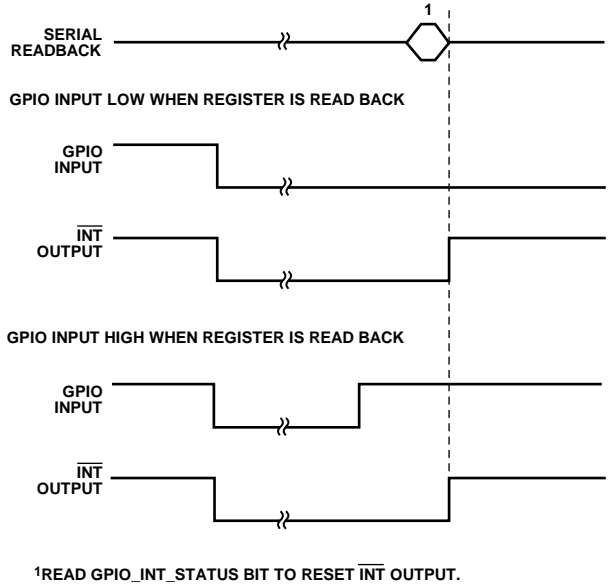 1
SERIAL
READBACK
GPIO INPUT LOW WHEN REGISTER IS READ BACK
GPIO
INPUT
INT
OUTPUT
GPIO INPUT HIGH WHEN REGISTER IS READ BACK
GPIO
INPUT
INT
OUTPUT
1READ GPIO_INT_STATUS BIT TO RESET INT OUTPUT.